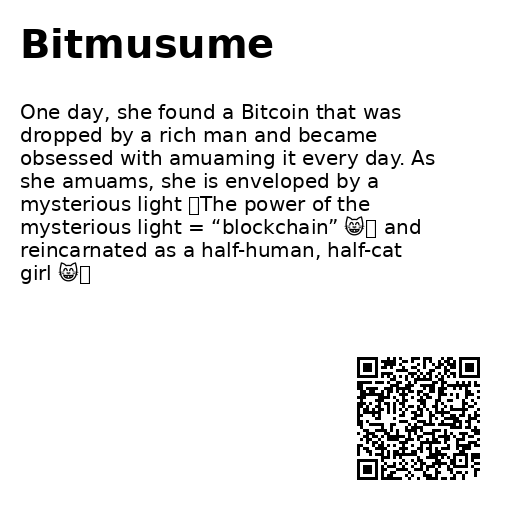 Bitmusume
One day, she found a Bitcoin that was
dropped by a rich man and became
obsessed with amuaming it every day. As
she amuams, she is enveloped by a
mysterious light ▯The power of the
mysterious light = “blockchain” 😸▯ and
reincarnated as a half-human, half-cat
girl 😸▯